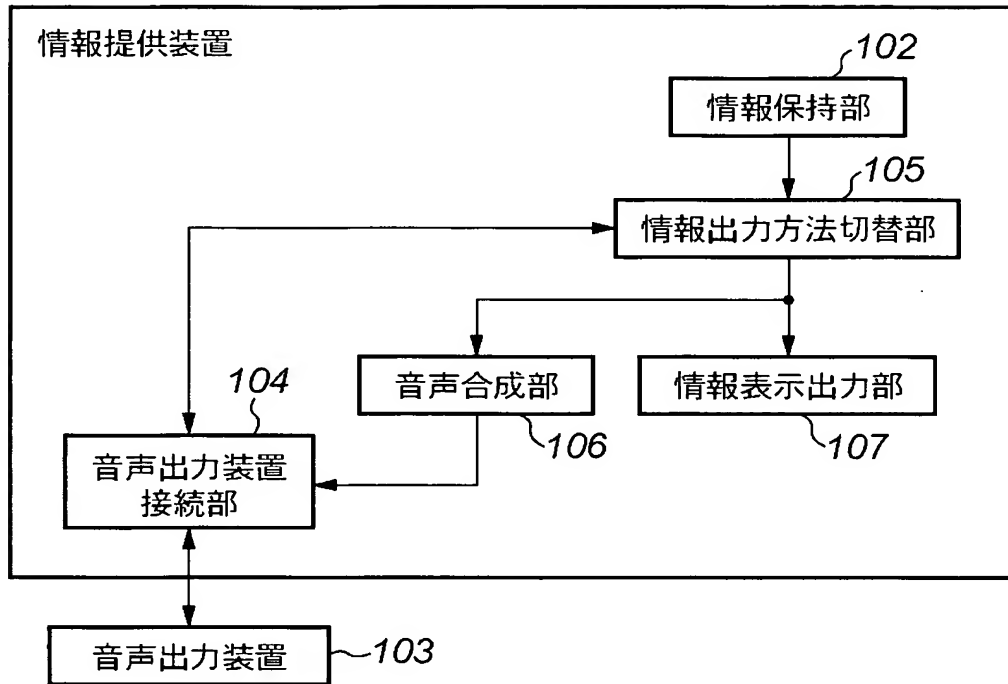 情報提供装置
102
情報保持部
105
情報出力方法切替部
104
音声合成部
106
情報表示出力部
107
音声出力装置
接続部
音声出力装置
103